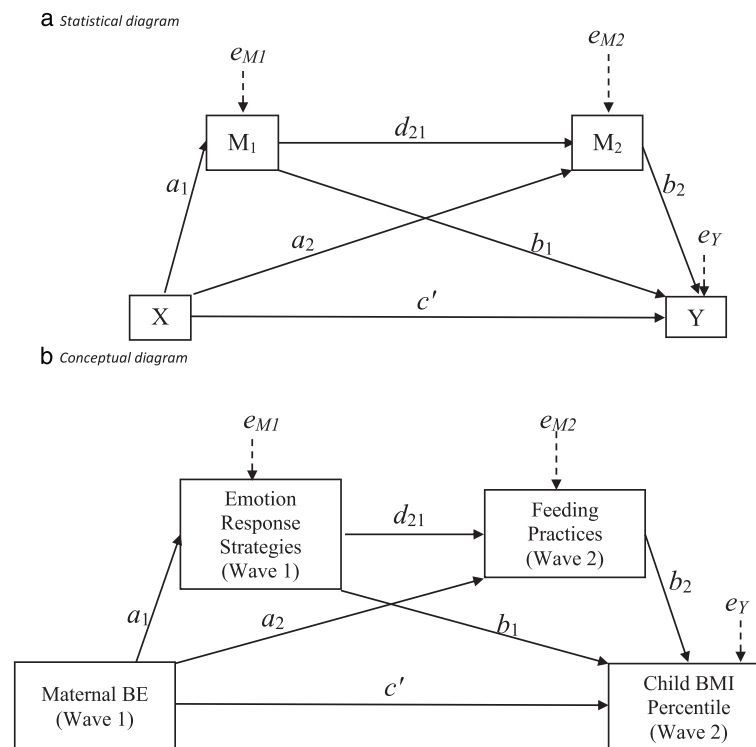 a Statistical diagram
eM1
eM2
M1
d21
M2
a1
a2
b1
b2
eY
X
c'
Y
b Conceptual diagram
eM1
eM2
Emotion
Response
Strategies
(Wave 1)
d21
Feeding
Practices
(Wave 2)
a1
a2
b1
b2
eY
Maternal BE
(Wave 1)
c'
Child BMI
Percentile
(Wave 2)